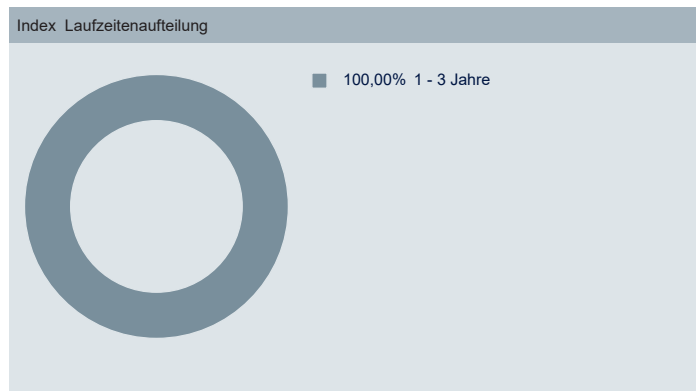 Index Laufzeitenaufteilung
100,00% 1 - 3 Jahre